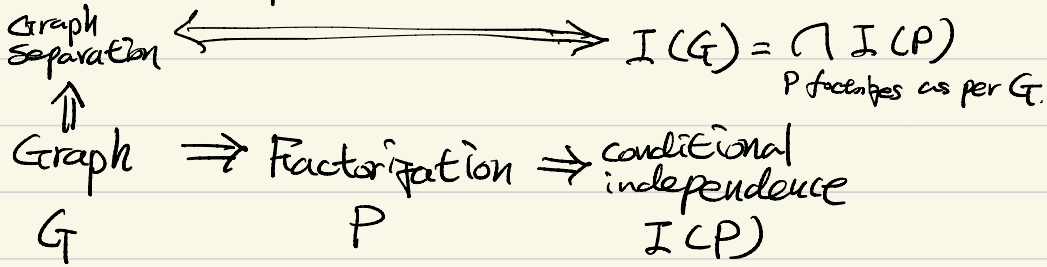 Graph
separation
I(G) = ⋂ I(P)
P factorizes as per G.
Graph ⇒ Factorization ⇒ conditional
independence
G P I(P)